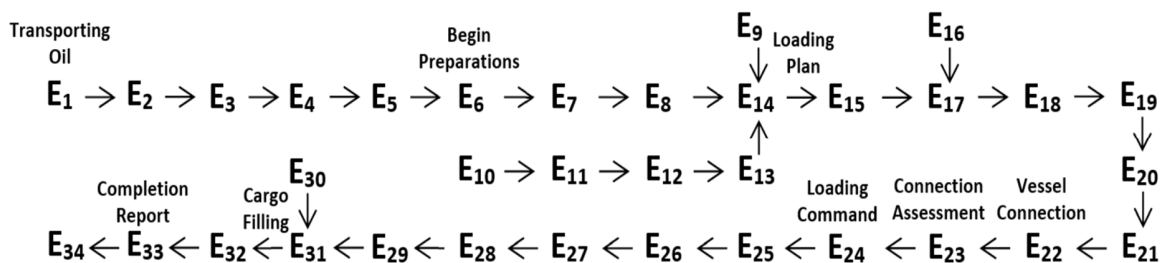 Transporting
Oil
Begin
Preparations
E9
Loading
Plan
E16
E1 → E2 → E3 → E4 → E5 → E6 → E7 → E8 → E14 → E15 → E17 → E18 → E19
E10 → E11 → E12 → E13
E20
E30
Completion
Report
Cargo
Filling
Loading
Command
Connection
Assessment
Vessel
Connection
E34 ← E33 ← E32 ← E31 ← E29 ← E28 ← E27 ← E26 ← E25 ← E24 ← E23 ← E22 ← E21